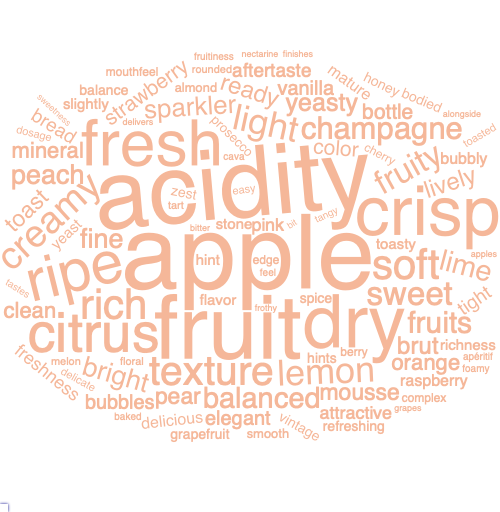 fruitiness nectarine finishes
mouthfeel rounded aftertaste mature
balance almond vanilla honey bodied
sweetness slightly strawberry ready yeasty bottle alongside
dosage bread delivers sparkler prosecco light champagne toasted
mineral fresh cava color cherry fruity bubbly
peach acidity lively
toast creamy zest tart easy crisp
yeast fine bitter stone pink bit tangy toasty
ripe apple hint edge feel soft lime apples
tastes rich flavor frothy spice sweet tight
clean citrus fruit dry fruits
freshness melon floral hints berry brut richness
delicate bright texture lemon orange apéritif foamy
bubbles pear balanced mousse raspberry complex
baked delicious elegant vintage attractive grapes
grapefruit smooth refreshing